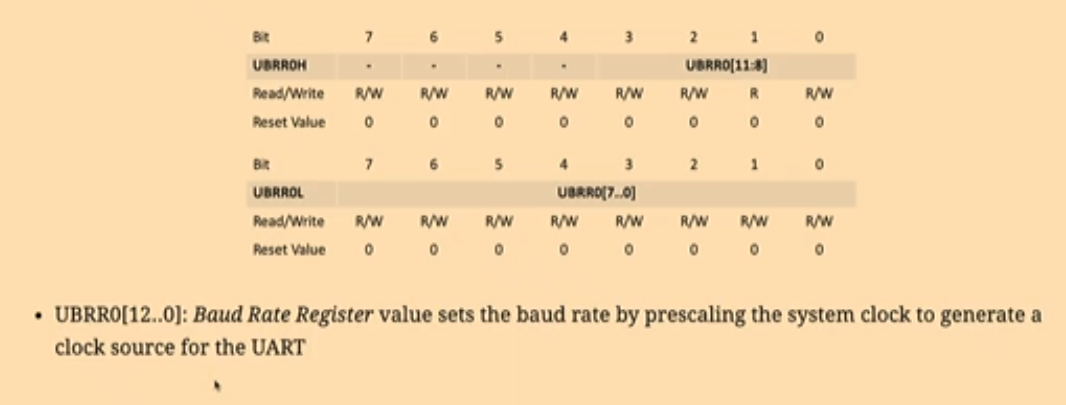 Bit 7 6 5 4 3 2 1 0
UBRR0H - - - - UBRR0[11:8]
Read/Write R/W R/W R/W R/W R/W R/W R R/W
Reset Value 0 0 0 0 0 0 0 0
Bit 7 6 5 4 3 2 1 0
UBRR0L UBRR0[7..0]
Read/Write R/W R/W R/W R/W R/W R/W R/W R/W
Reset Value 0 0 0 0 0 0 0 0
• UBRR0[12..0]: Baud Rate Register value sets the baud rate by prescaling the system clock to generate a
clock source for the UART